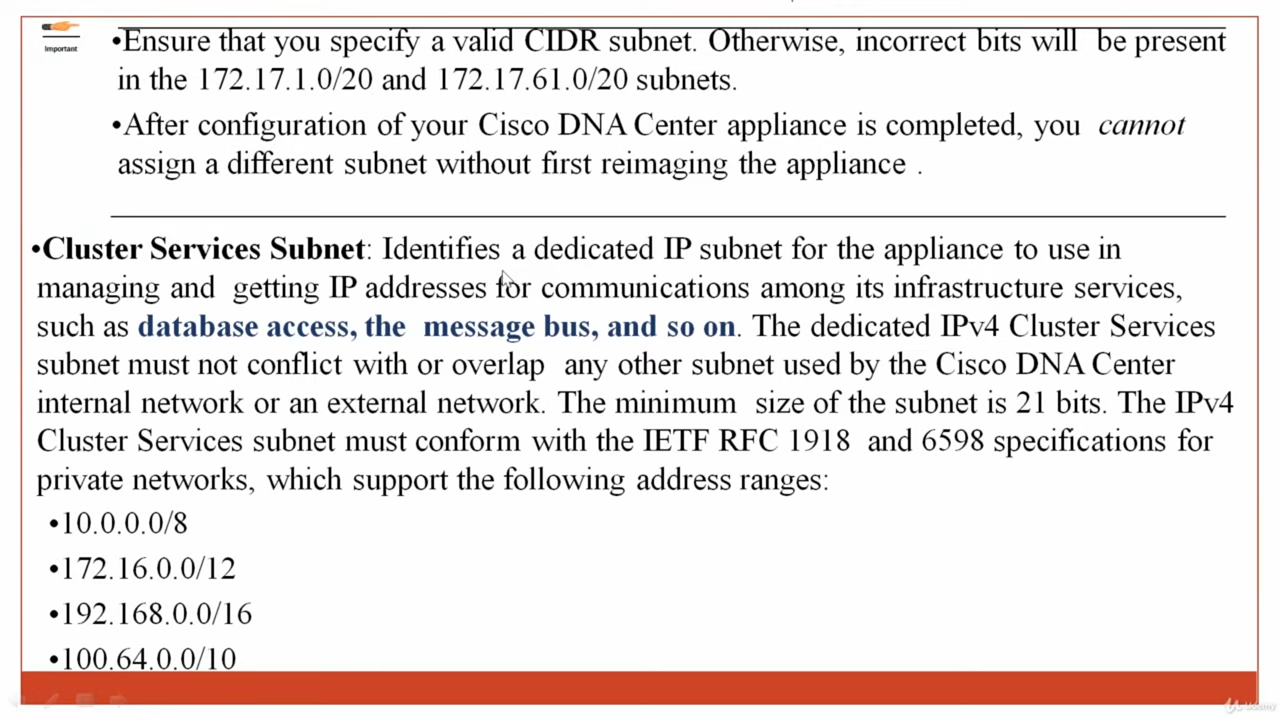 Important
•Ensure that you specify a valid CIDR subnet. Otherwise, incorrect bits will be present
in the 172.17.1.0/20 and 172.17.61.0/20 subnets.
•After configuration of your Cisco DNA Center appliance is completed, you cannot
assign a different subnet without first reimaging the appliance .
•Cluster Services Subnet: Identifies a dedicated IP subnet for the appliance to use in
managing and getting IP addresses for communications among its infrastructure services,
such as database access, the message bus, and so on. The dedicated IPv4 Cluster Services
subnet must not conflict with or overlap any other subnet used by the Cisco DNA Center
internal network or an external network. The minimum size of the subnet is 21 bits. The IPv4
Cluster Services subnet must conform with the IETF RFC 1918 and 6598 specifications for
private networks, which support the following address ranges:
•10.0.0.0/8
•172.16.0.0/12
•192.168.0.0/16
•100.64.0.0/10
Udemy